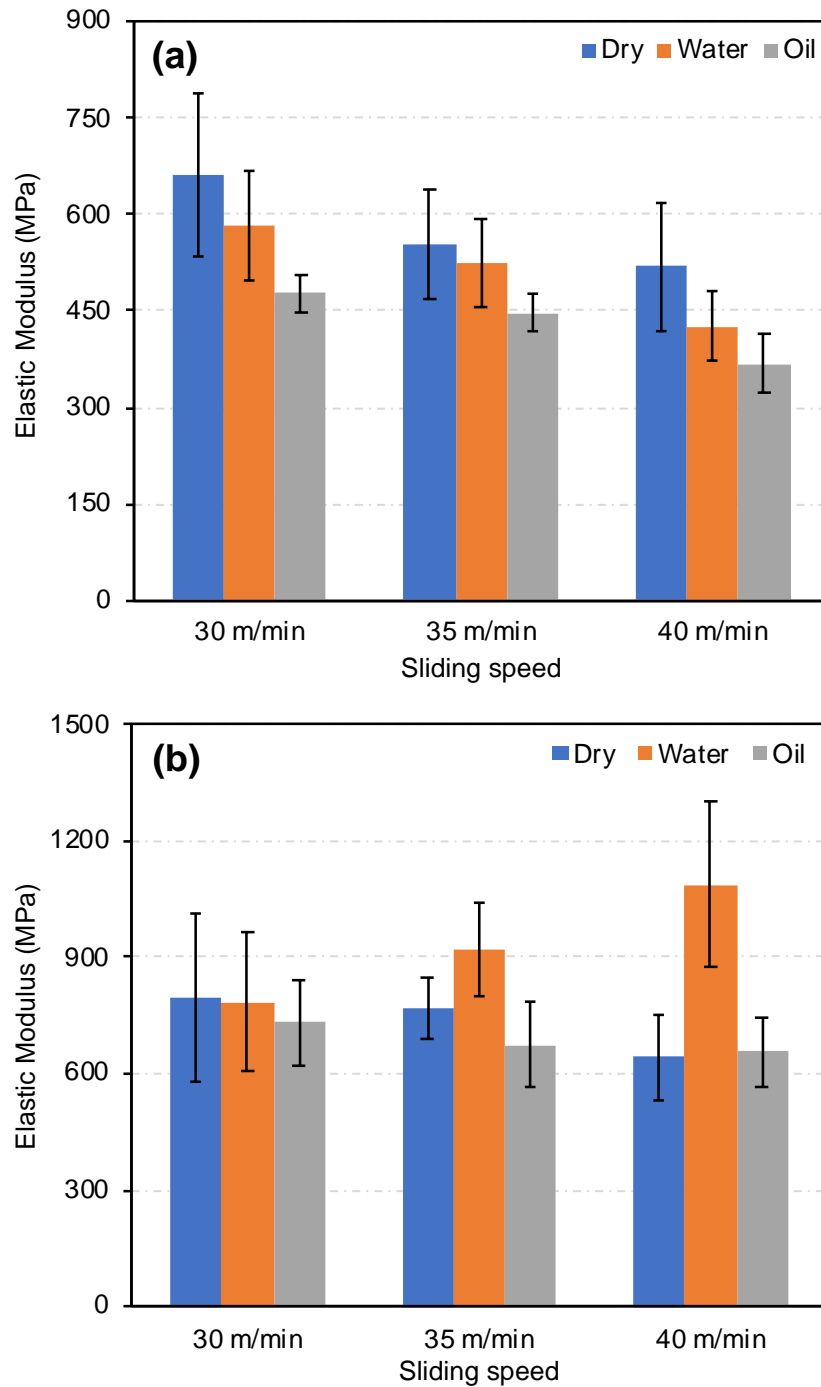 (a)
Dry Water Oil
Elastic Modulus (MPa)
900
750
600
450
300
150
0
30 m/min 35 m/min 40 m/min
Sliding speed
(b)
Dry Water Oil
Elastic Modulus (MPa)
1500
1200
900
600
300
0
30 m/min 35 m/min 40 m/min
Sliding speed